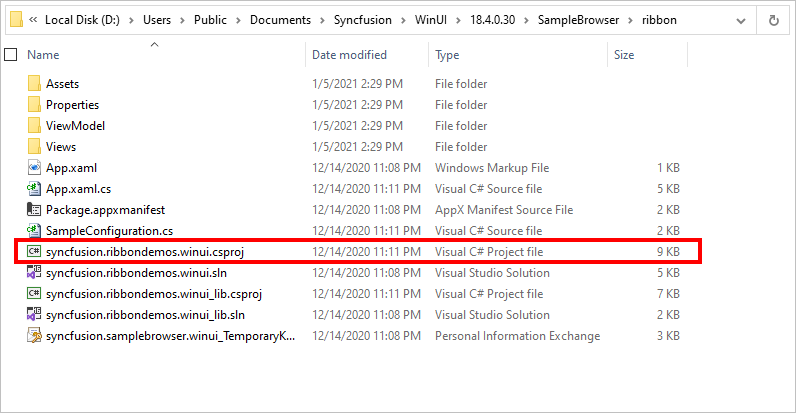 « Local Disk (D:) > Users > Public > Documents > Syncfusion > WinUI > 18.4.0.30 > SampleBrowser > ribbon
Name Date modified Type Size
Assets 1/5/2021 2:29 PM File folder
Properties 1/5/2021 2:29 PM File folder
ViewModel 1/5/2021 2:29 PM File folder
Views 1/5/2021 2:29 PM File folder
App.xaml 12/14/2020 11:08 PM Windows Markup File 1 KB
App.xaml.cs 12/14/2020 11:11 PM Visual C# Source file 5 KB
Package.appxmanifest 12/14/2020 11:08 PM AppX Manifest Source File 2 KB
SampleConfiguration.cs 12/14/2020 11:11 PM Visual C# Source file 2 KB
C# syncfusion.ribbondemos.winui.csproj 12/14/2020 11:11 PM Visual C# Project file 9 KB
syncfusion.ribbondemos.winui.sln 12/14/2020 11:08 PM Visual Studio Solution 5 KB
C# syncfusion.ribbondemos.winui_lib.csproj 12/14/2020 11:11 PM Visual C# Project file 7 KB
syncfusion.ribbondemos.winui_lib.sln 12/14/2020 11:08 PM Visual Studio Solution 2 KB
syncfusion.samplebrowser.winui_TemporaryK... 12/14/2020 11:08 PM Personal Information Exchange 3 KB